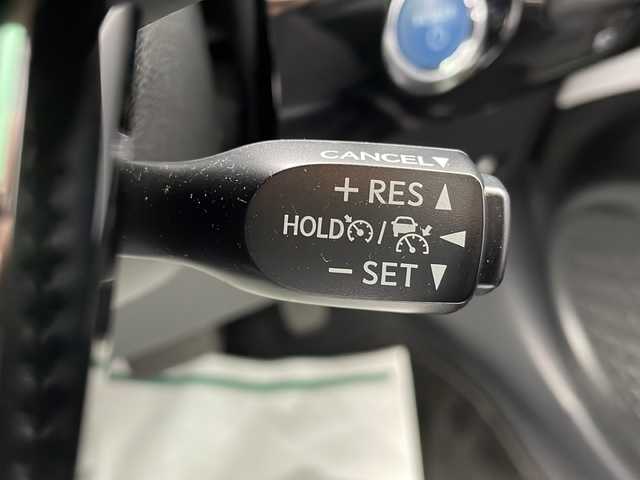 CANCEL▼
+ RES ▲
HOLD / ◀
− SET ▼